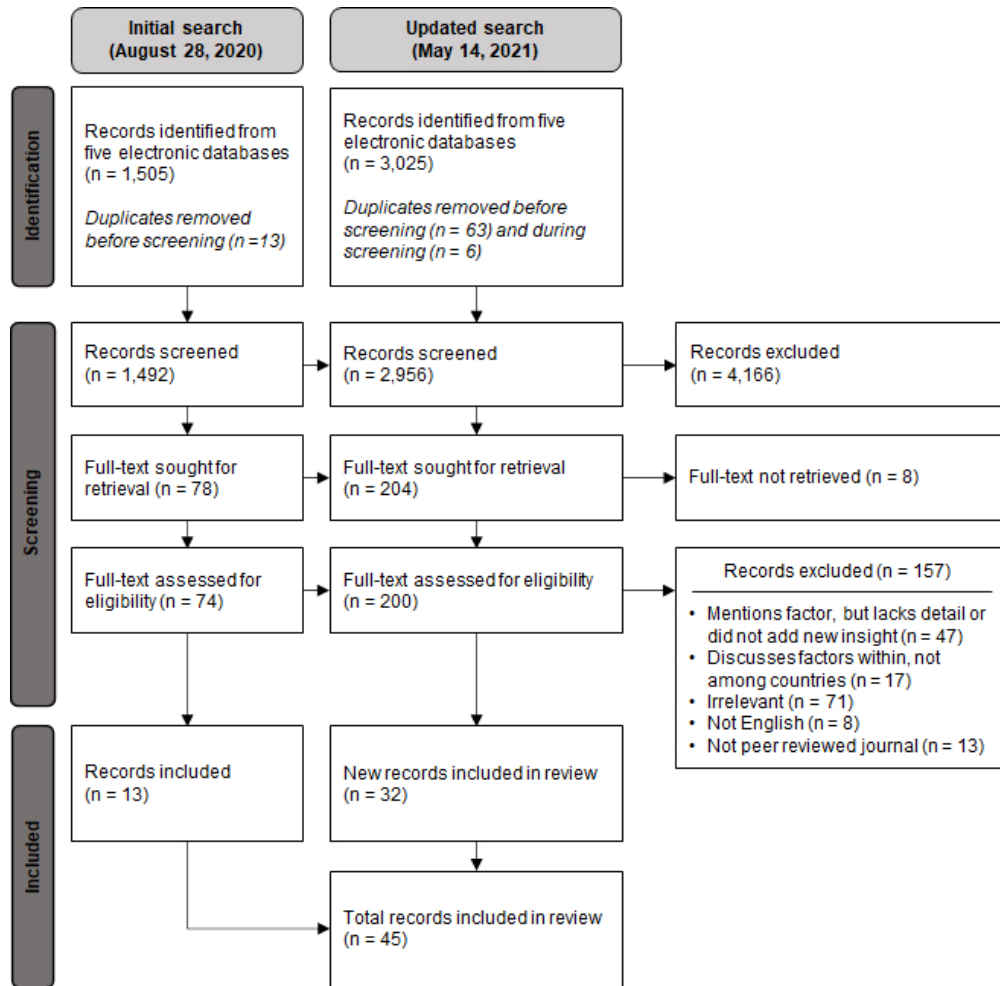 Initial search
(August 28, 2020)
Updated search
(May 14, 2021)
Identification
Records identified from
five electronic databases
(n = 1,505)
Duplicates removed
before screening (n =13)
Records identified from five
electronic databases
(n = 3,025)
Duplicates removed before
screening (n = 63) and during
screening (n = 6)
Screening
Records screened
(n = 1,492)
Records screened
(n = 2,956)
Records excluded
(n = 4,166)
Full-text sought for
retrieval (n = 78)
Full-text sought for retrieval
(n = 204)
Full-text not retrieved (n = 8)
Full-text assessed for
eligibility (n = 74)
Full-text assessed for eligibility
(n = 200)
Records excluded (n = 157)
• Mentions factor, but lacks detail or
did not add new insight (n = 47)
• Discusses factors within, not
among countries (n = 17)
• Irrelevant (n = 71)
• Not English (n = 8)
• Not peer reviewed journal (n = 13)
Included
Records included
(n = 13)
New records included in review
(n = 32)
Total records included in review
(n = 45)